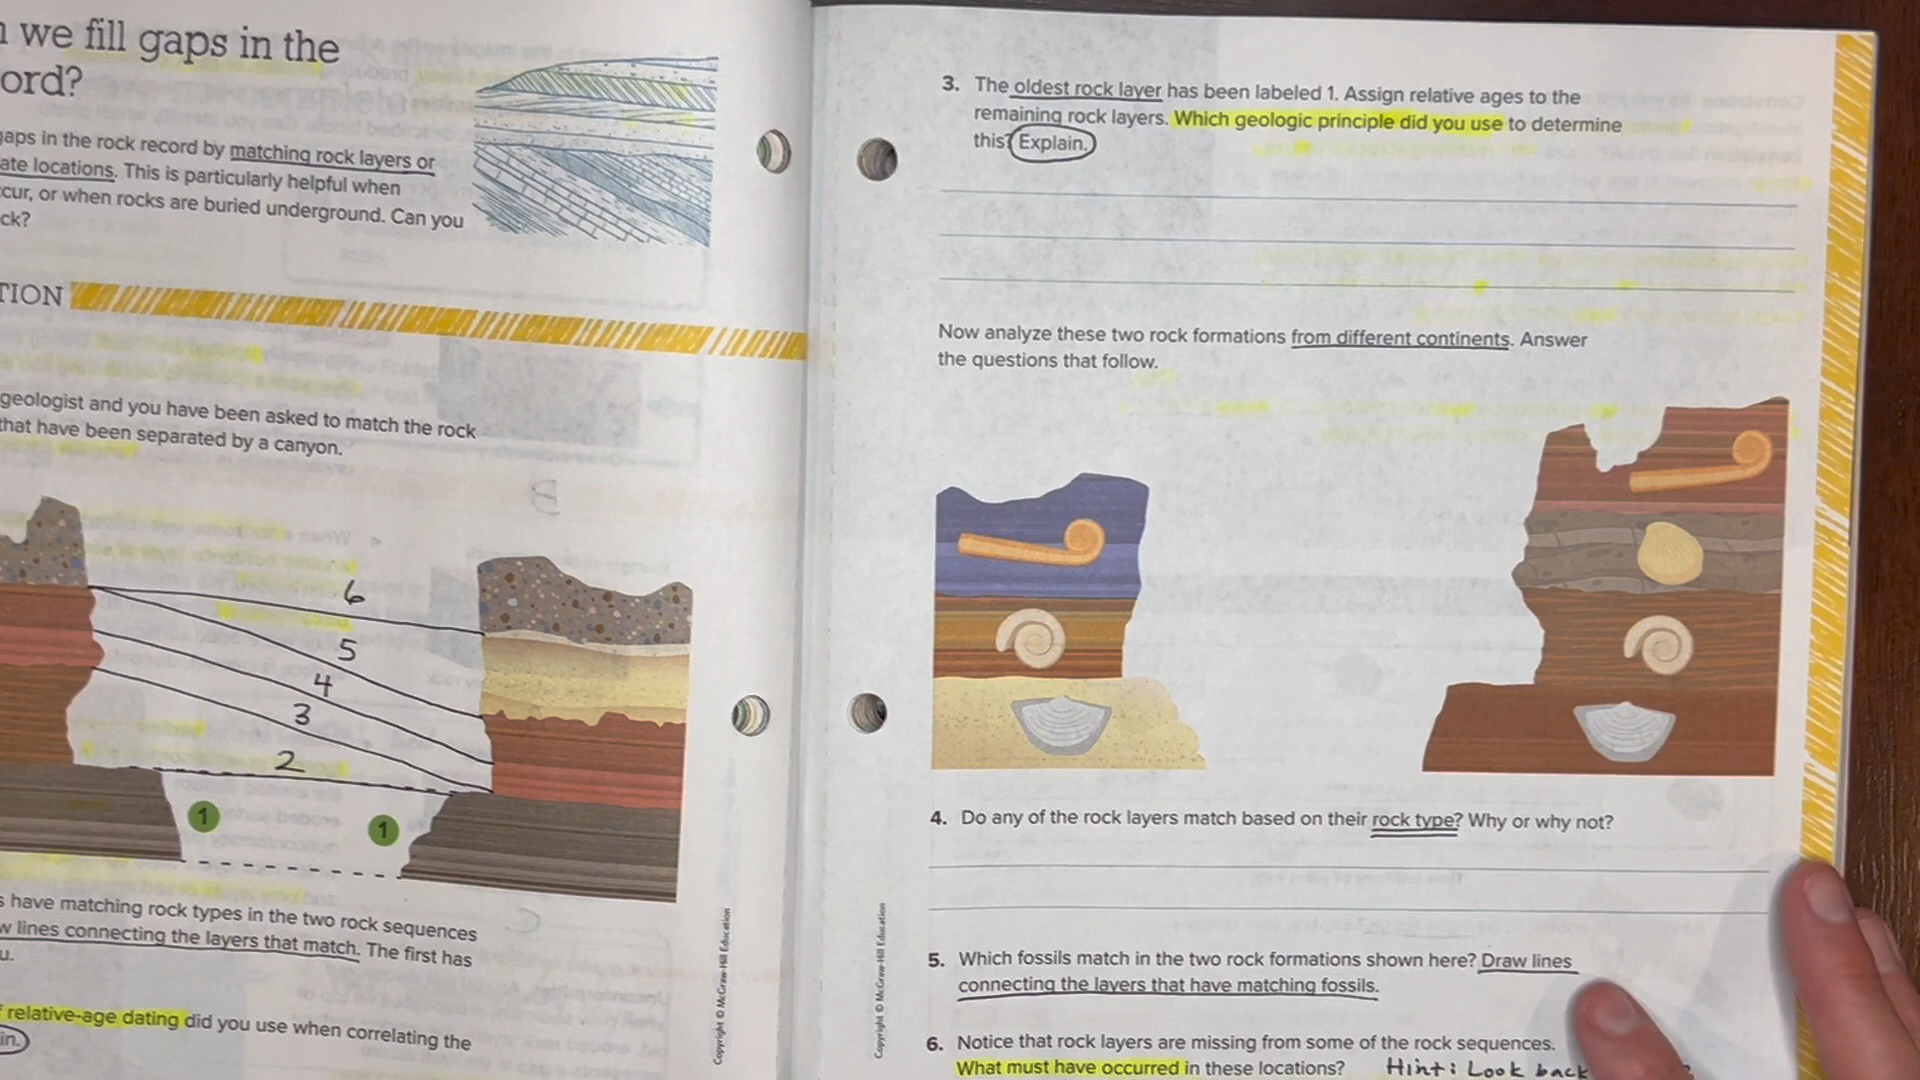 we fill gaps in the
ord?
gaps in the rock record by matching rock layers or
ate locations. This is particularly helpful when
cur, or when rocks are buried underground. Can you
ck?
TION
geologist and you have been asked to match the rock
that have been separated by a canyon.
6
5
4
3
2
1
1
have matching rock types in the two rock sequences
w lines connecting the layers that match. The first has
u.
relative-age dating did you use when correlating the
in.
Copyright © McGraw-Hill Education
3. The oldest rock layer has been labeled 1. Assign relative ages to the
remaining rock layers. Which geologic principle did you use to determine
this? Explain.
Now analyze these two rock formations from different continents. Answer
the questions that follow.
4. Do any of the rock layers match based on their rock type? Why or why not?
5. Which fossils match in the two rock formations shown here? Draw lines
connecting the layers that have matching fossils.
6. Notice that rock layers are missing from some of the rock sequences.
What must have occurred in these locations? Hint: Look back
Copyright © McGraw-Hill Education